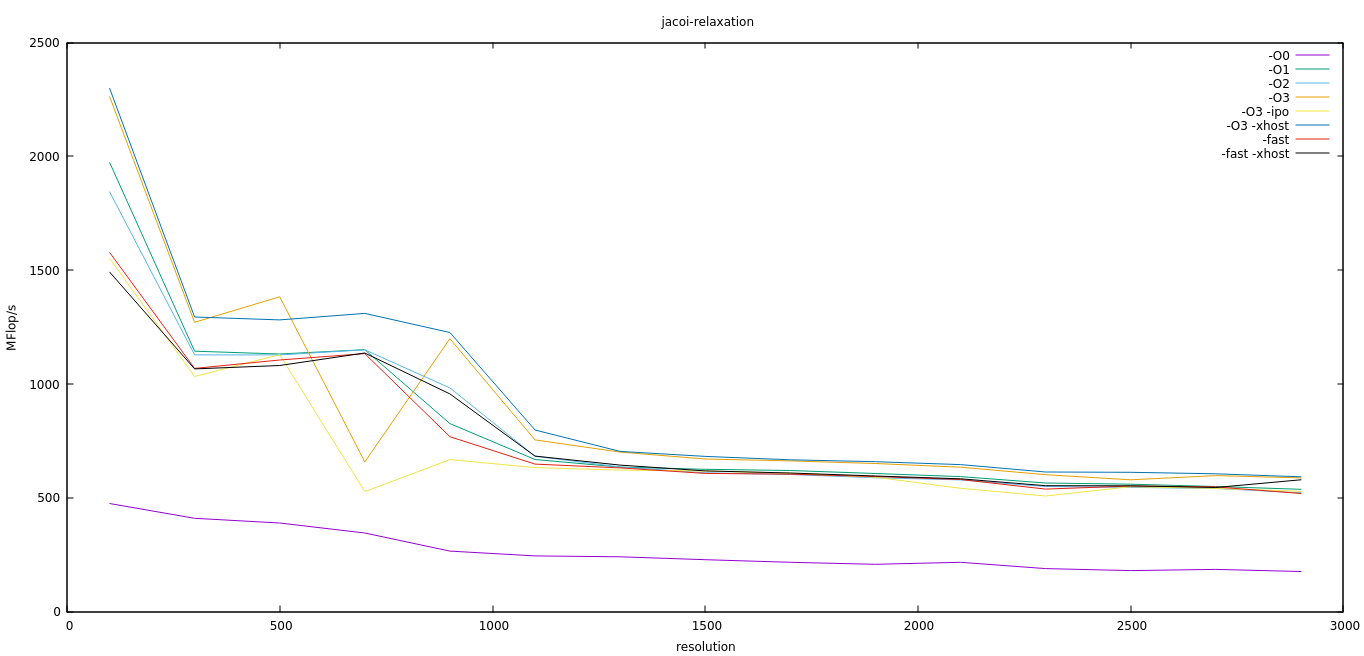 jacoi-relaxation
2500
2000
1500
1000
500
0
MFlop/s
-O0
-O1
-O2
-O3
-O3 -ipo
-O3 -xhost
-fast
-fast -xhost
0 500 1000 1500 2000 2500 3000
resolution